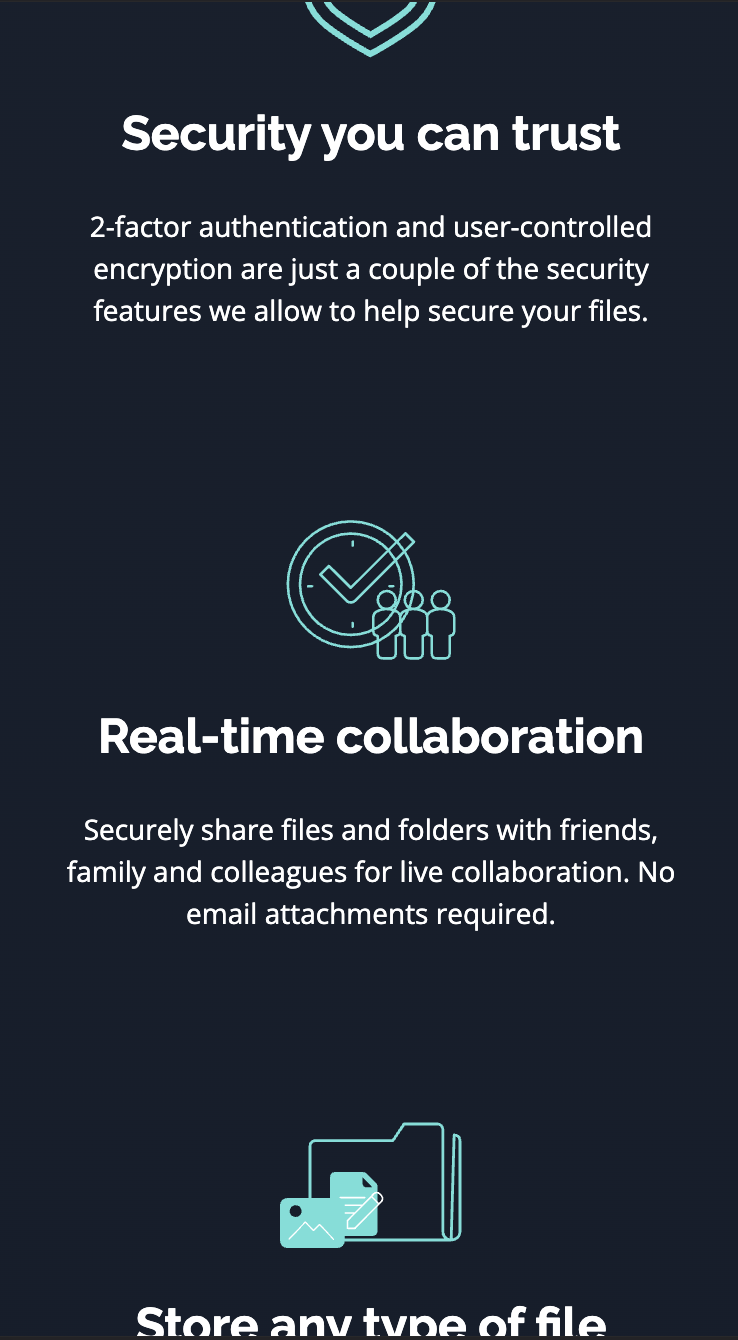 Security you can trust
2-factor authentication and user-controlled
encryption are just a couple of the security
features we allow to help secure your files.
Real-time collaboration
Securely share files and folders with friends,
family and colleagues for live collaboration. No
email attachments required.
Store any type of file